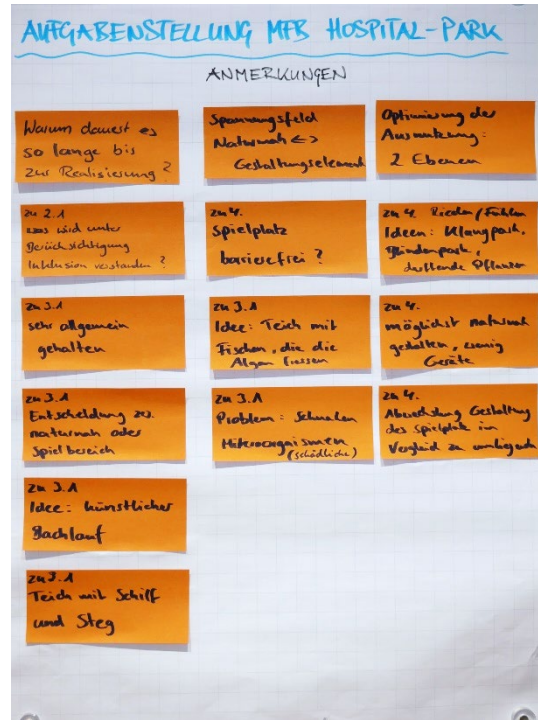 AUFGABENSTELLUNG MFB HOSPITAL-PARK
ANMERKUNGEN
Warum dauert es
so lange bis
zur Realisierung?
Spannungsfeld
Naturnah <->
Gestaltungselement
Optimierung der
Ausnutzung:
2 Ebenen
zu 2.1
was wird unter
Berücksichtigung
Inklusion verstanden?
zu 4.
Spielplatz
barrierefrei?
zu 4. Riechen/Fühlen
Ideen: Klangpark,
Blindenpark,
duftende Pflanzen
zu 3.1
sehr allgemein
gehalten
zu 3.1
Idee: Teich mit
Fischen, die die
Algen fressen
zu 4.
möglichst naturnah
gestalten, wenig
Geräte
zu 3.1
Entscheidung zw.
naturnah oder
Spielbereich
zu 3.1
Problem:
Mikroorganismen
(schädliche)
zu 4.
Abwechslung Gestaltung
des Spielplatz im
Vergleich zu
zu 3.1
Idee: künstlicher
Bachlauf
zu 3.1
Teich mit Schilf
und Steg